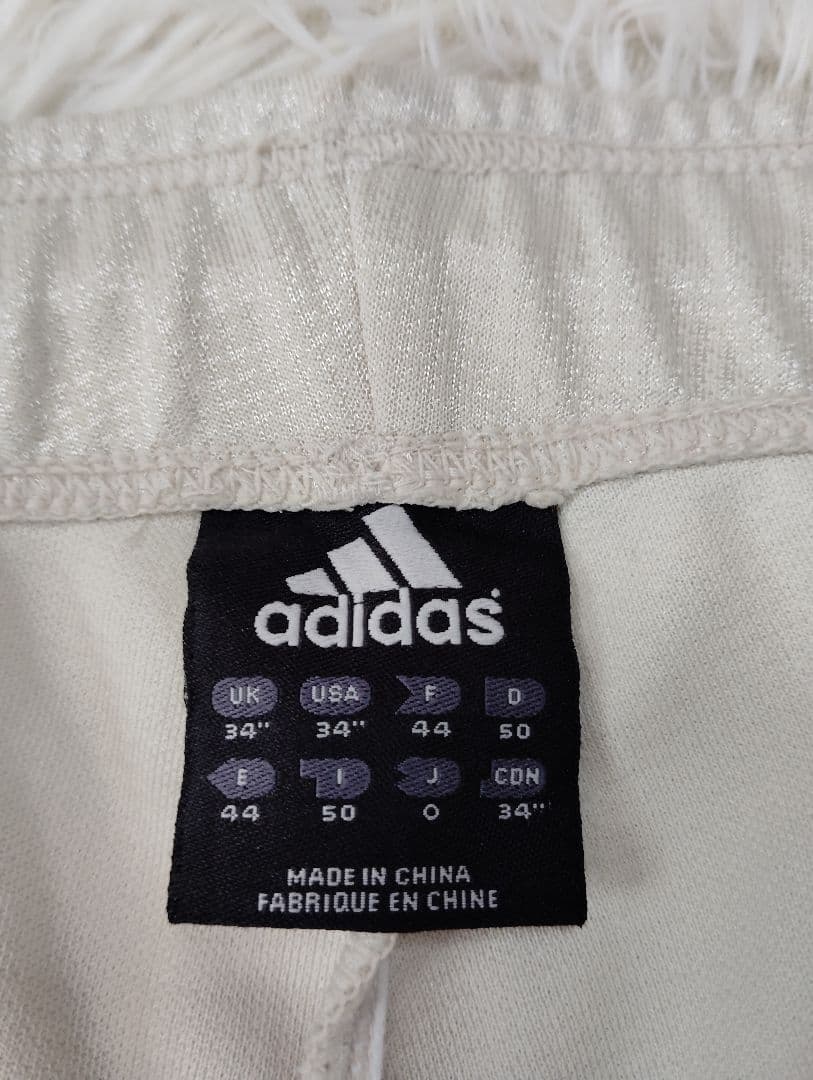 adidas
UK USA F D
34" 34" 44 50
E I J CDN
44 50 O 34"
MADE IN CHINA
FABRIQUE EN CHINE